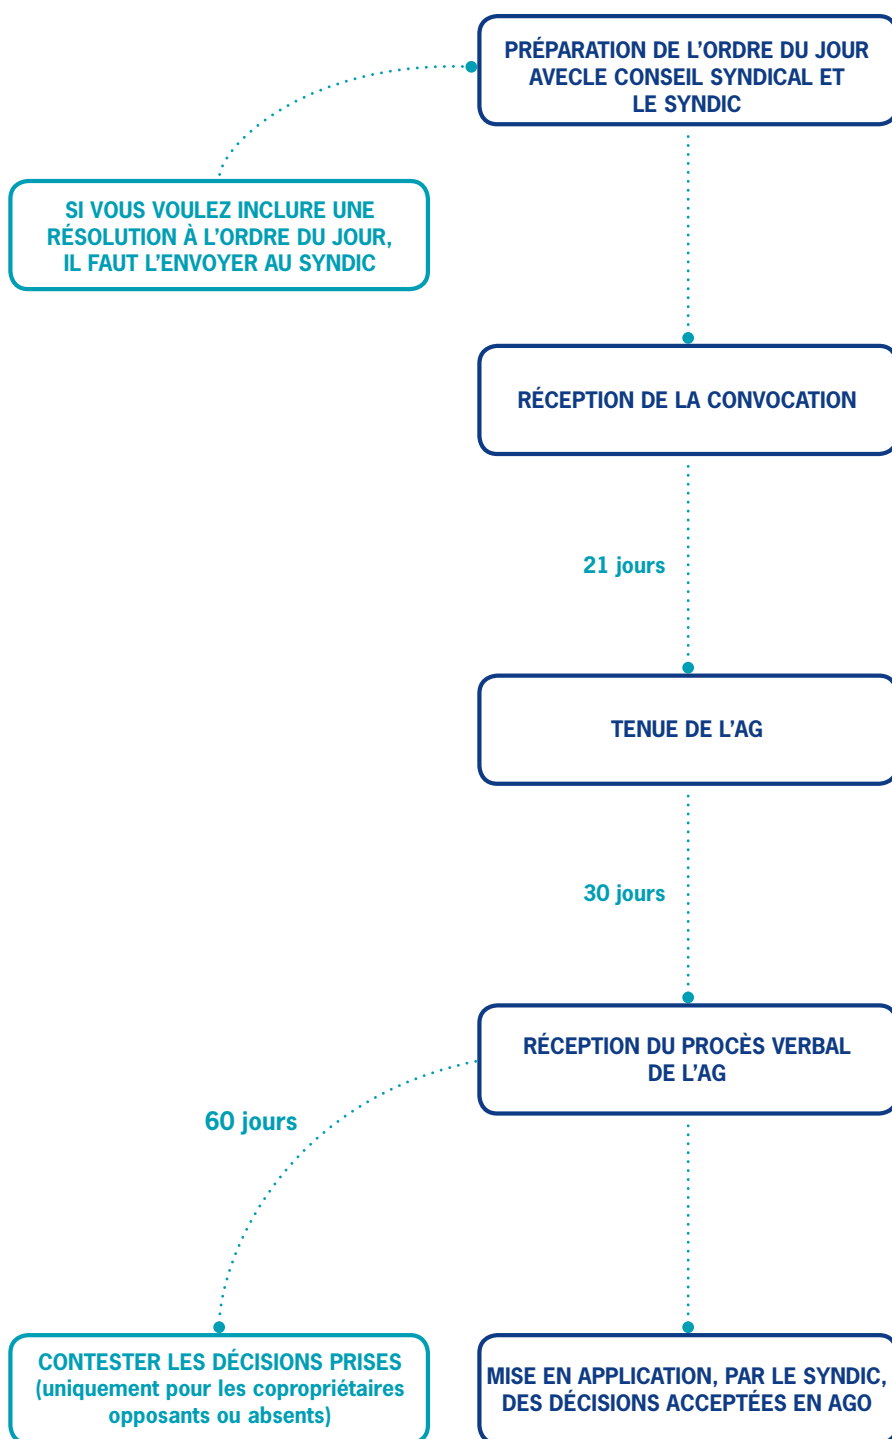 PRÉPARATION DE L'ORDRE DU JOUR
AVECLE CONSEIL SYNDICAL ET
LE SYNDIC
SI VOUS VOULEZ INCLURE UNE
RÉSOLUTION À L'ORDRE DU JOUR,
IL FAUT L'ENVOYER AU SYNDIC
RÉCEPTION DE LA CONVOCATION
21 jours
TENUE DE L'AG
30 jours
RÉCEPTION DU PROCÈS VERBAL
DE L'AG
60 jours
CONTESTER LES DÉCISIONS PRISES
(uniquement pour les copropriétaires
opposants ou absents)
MISE EN APPLICATION, PAR LE SYNDIC,
DES DÉCISIONS ACCEPTÉES EN AGO